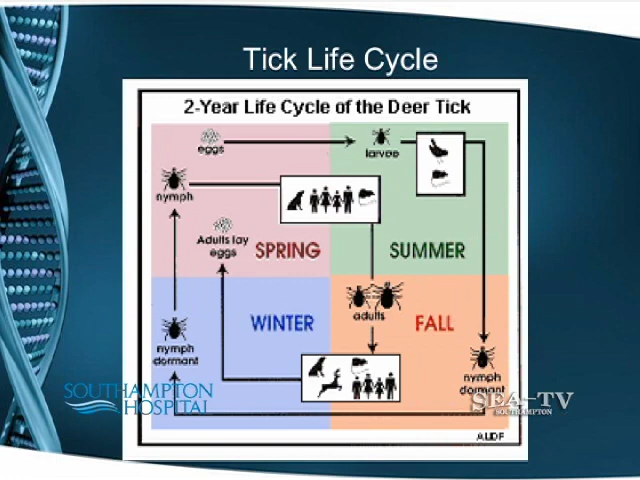 Tick Life Cycle
2-Year Life Cycle of the Deer Tick
eggs
larvae
nymph
Adults lay
eggs
SPRING
SUMMER
WINTER
adults
FALL
nymph
dormant
nymph
dormant
SOUTHAMPTON
HOSPITAL
SEA-TV
SOUTHAMPTON
ALDF